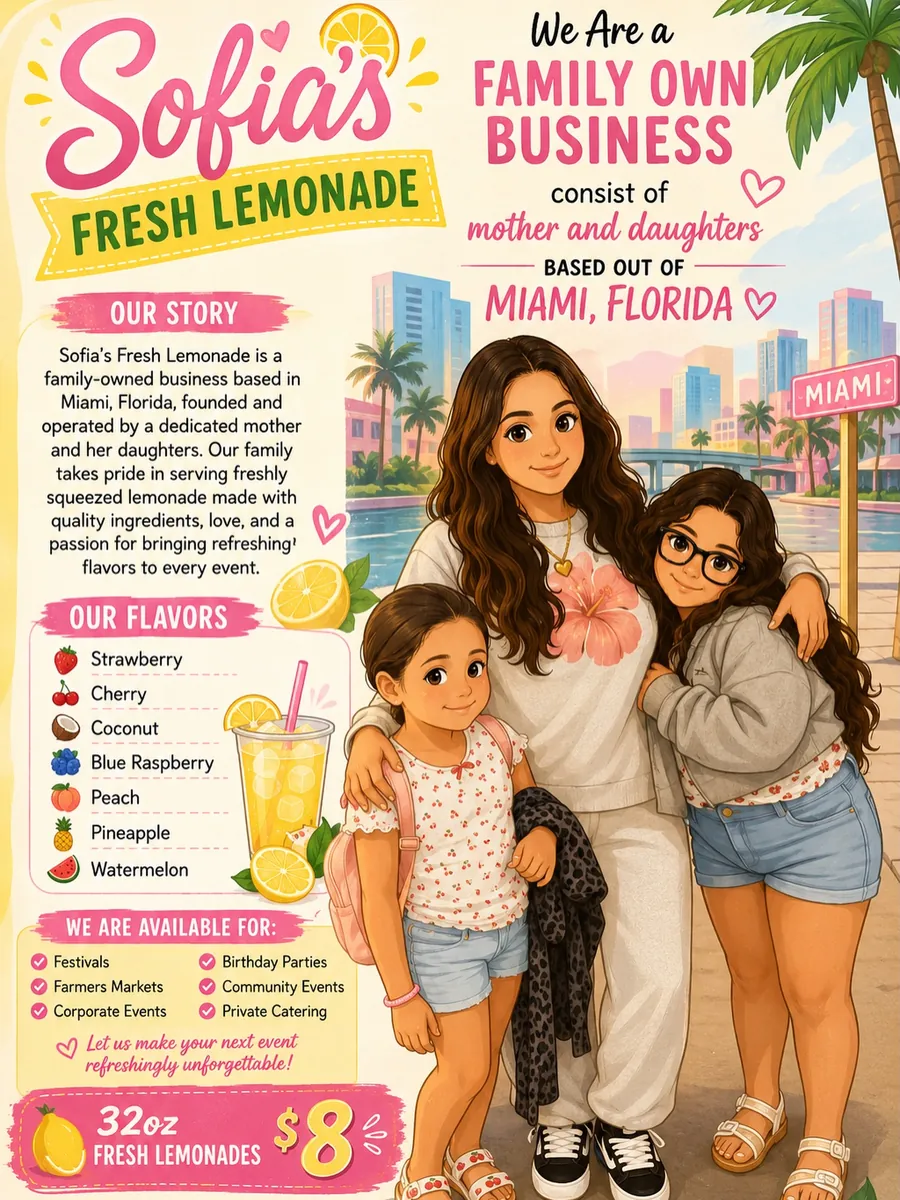 Sofia's
FRESH LEMONADE
We Are a
FAMILY OWN
BUSINESS
consist of
mother and daughters
BASED OUT OF
MIAMI, FLORIDA
MIAMI
OUR STORY
Sofia's Fresh Lemonade is a
family-owned business based in
Miami, Florida, founded and
operated by a dedicated mother
and her daughters. Our family
takes pride in serving freshly
squeezed lemonade made with
quality ingredients, love, and a
passion for bringing refreshing
flavors to every event.
OUR FLAVORS
Strawberry
Cherry
Coconut
Blue Raspberry
Peach
Pineapple
Watermelon
WE ARE AVAILABLE FOR:
Festivals
Farmers Markets
Corporate Events
Birthday Parties
Community Events
Private Catering
Let us make your next event
refreshingly unforgettable!
32oz
FRESH LEMONADES
$8